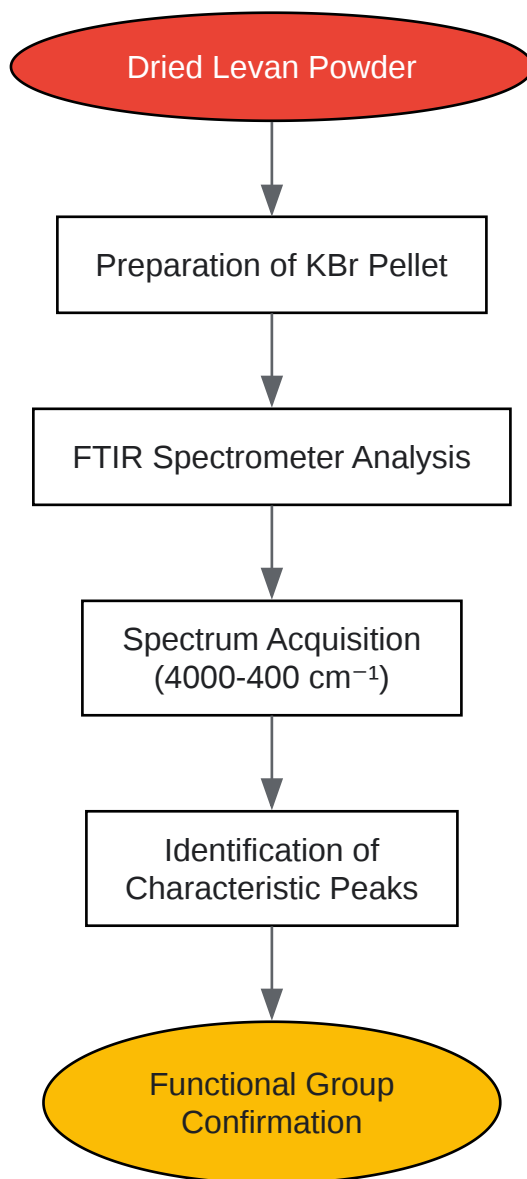 Dried Levan Powder
Preparation of KBr Pellet
FTIR Spectrometer Analysis
Spectrum Acquisition
(4000-400 cm⁻¹)
Identification of
Characteristic Peaks
Functional Group
Confirmation